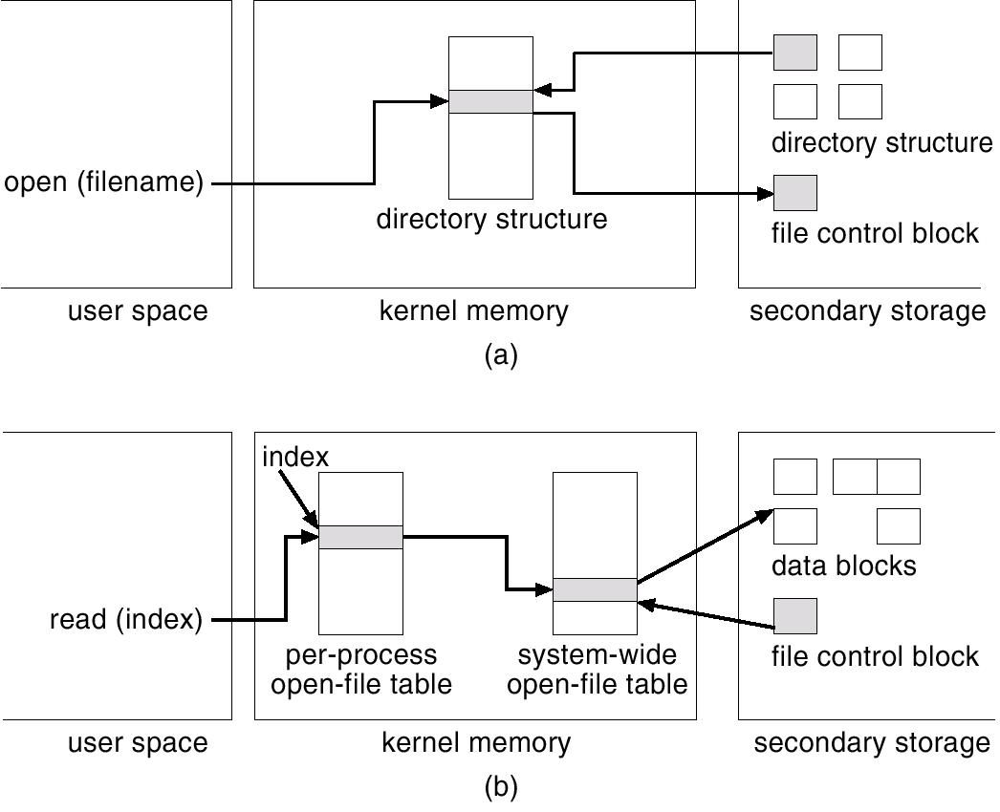 directory structure
open (filename)
directory structure
file control block
user space
kernel memory
secondary storage
(a)
index
data blocks
read (index)
per-process
open-file table
system-wide
open-file table
file control block
user space
kernel memory
secondary storage
(b)